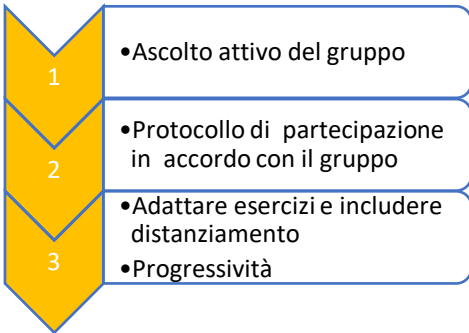 1
•Ascolto attivo del gruppo
2
•Protocollo di partecipazione
in accordo con il gruppo
3
•Adattare esercizi e includere
distanziamento
•Progressività